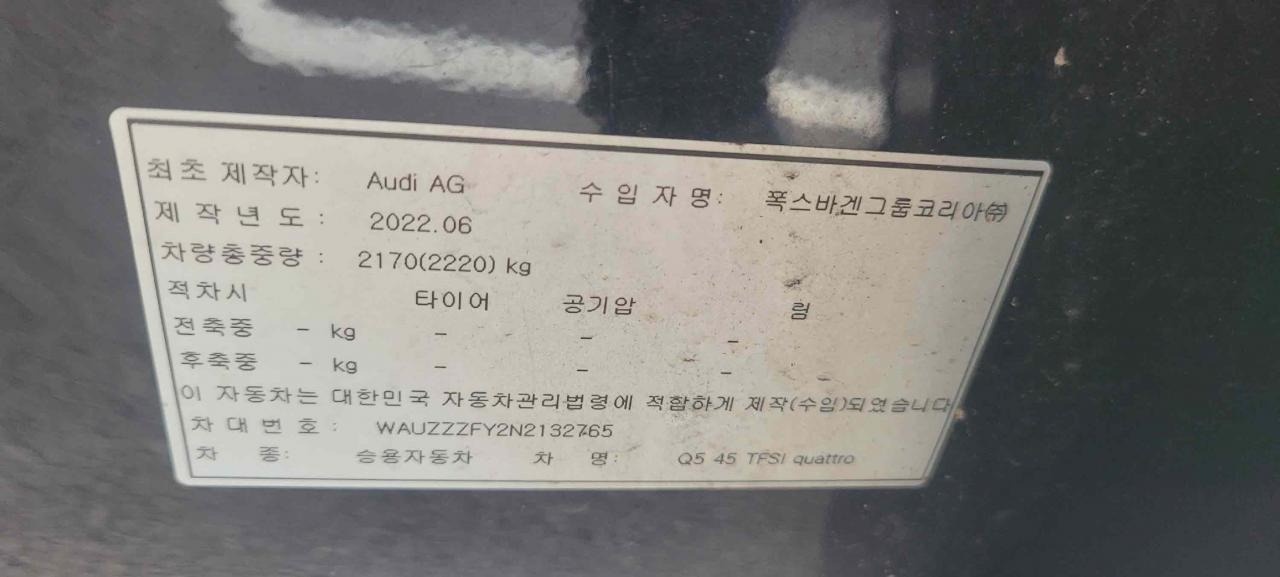 최초 제작자: Audi AG 수 입 자 명: 폭스바겐그룹코리아㈜
제 작 년 도 : 2022.06
차량총중량 : 2170(2220) kg
적차시 타이어 공기압 림
전축중 - kg - - -
후축중 - kg - - - -
이 자동차는 대한민국 자동차관리법령에 적합하게 제작(수입)되었습니다
차 대 번 호 : WAUZZZFY2N2132765
차 종: 승용자동차 차 명: Q5 45 TFSI quattro